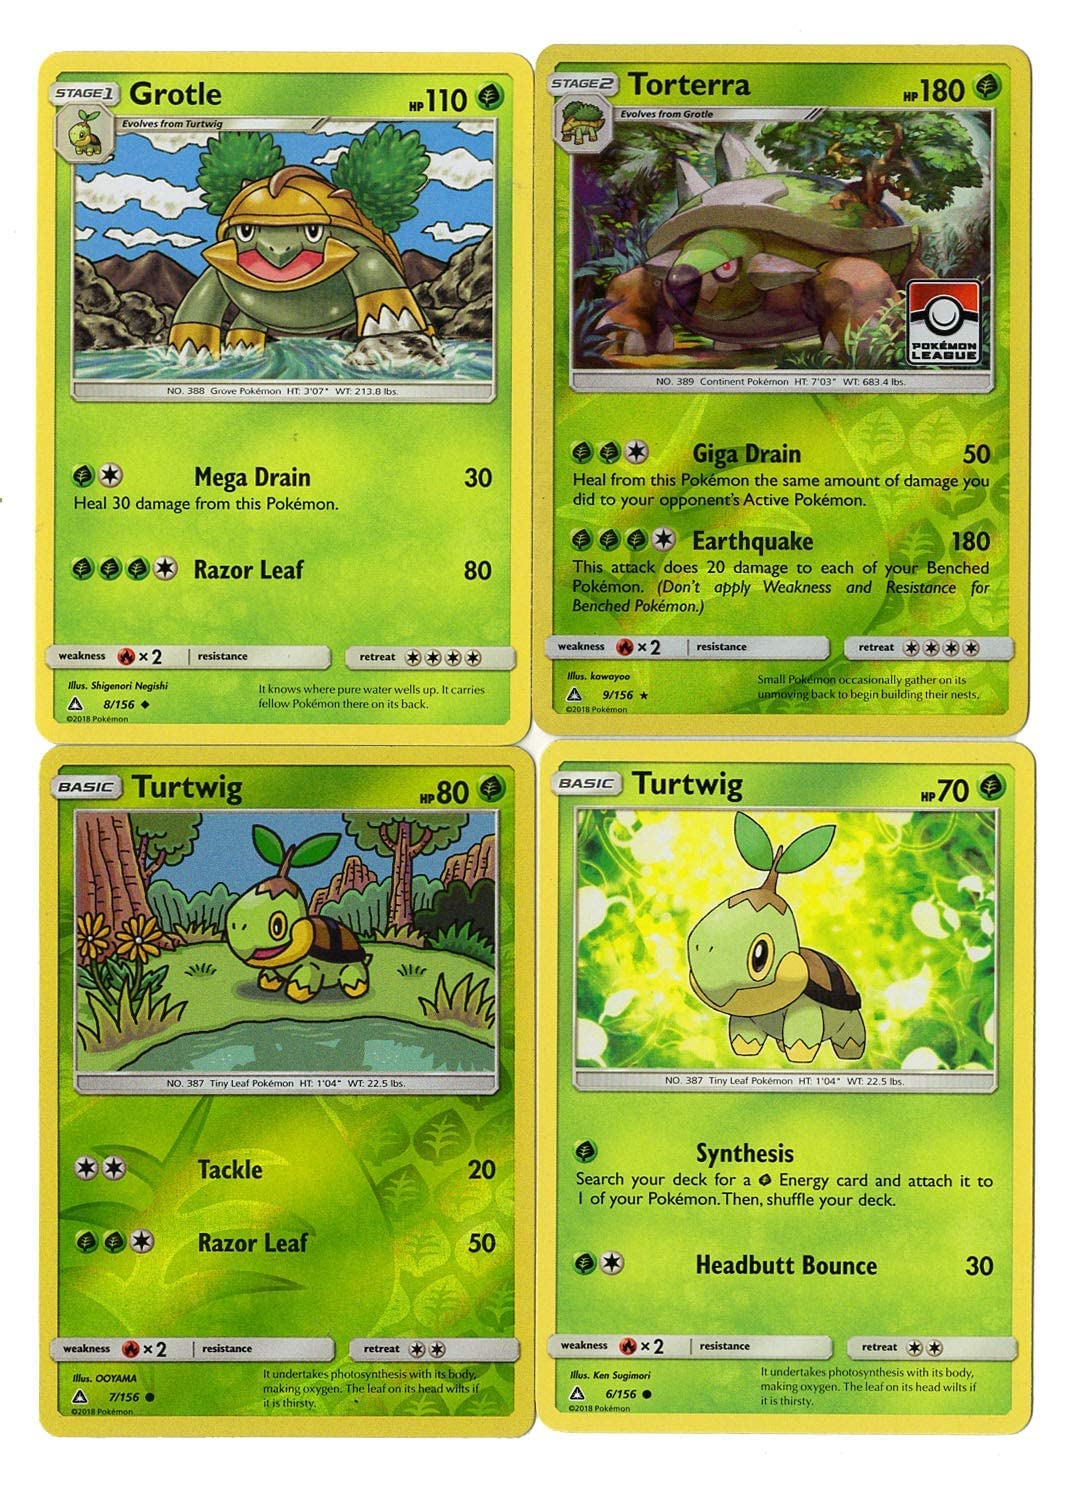 STAGE1 Grotle HP110
Evolves from Turtwig
NO. 388 Grove Pokémon HT: 3'07" WT: 213.8 lbs.
Mega Drain 30
Heal 30 damage from this Pokémon.
Razor Leaf 80
weakness ×2 resistance retreat
Illus. Shigenori Negishi
8/156
©2018 Pokémon
It knows where pure water wells up. It carries
fellow Pokémon there on its back.
STAGE2 Torterra HP180
Evolves from Grotle
POKÉMON
LEAGUE
NO. 389 Continent Pokémon HT: 7'03" WT: 683.4 lbs.
Giga Drain 50
Heal from this Pokémon the same amount of damage you
did to your opponent's Active Pokémon.
Earthquake 180
This attack does 20 damage to each of your Benched
Pokémon. (Don't apply Weakness and Resistance for
Benched Pokémon.)
weakness ×2 resistance retreat
Illus. kawayoo
9/156 ★
©2018 Pokémon
Small Pokémon occasionally gather on its
unmoving back to begin building their nests.
BASIC Turtwig HP80
NO. 387 Tiny Leaf Pokémon HT: 1'04" WT: 22.5 lbs.
Tackle 20
Razor Leaf 50
weakness ×2 resistance retreat
Illus. OOYAMA
7/156
©2018 Pokémon
It undertakes photosynthesis with its body,
making oxygen. The leaf on its head wilts if
it is thirsty.
BASIC Turtwig HP70
NO. 387 Tiny Leaf Pokémon HT: 1'04" WT: 22.5 lbs.
Synthesis
Search your deck for a Energy card and attach it to
1 of your Pokémon. Then, shuffle your deck.
Headbutt Bounce 30
weakness ×2 resistance retreat
Illus. Ken Sugimori
6/156
©2018 Pokémon
It undertakes photosynthesis with its body,
making oxygen. The leaf on its head wilts if
it is thirsty.